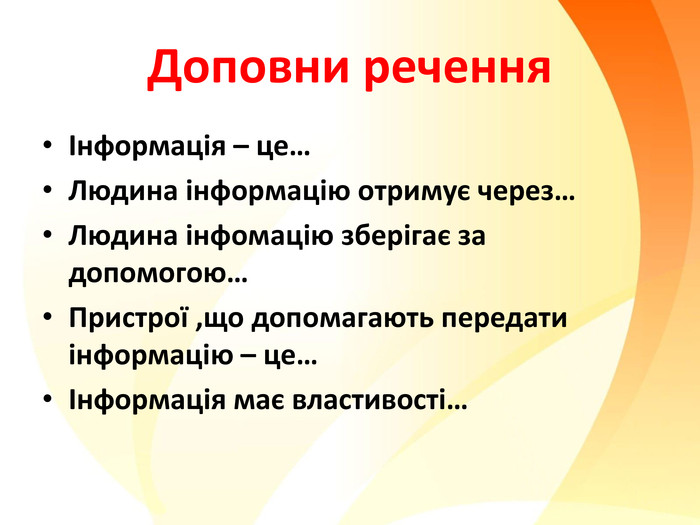 Доповни речення
• Інформація – це…
• Людина інформацію отримує через…
• Людина інфомацію зберігає за
допомогою…
• Пристрої ,що допомагають передати
інформацію – це…
• Інформація має властивості…